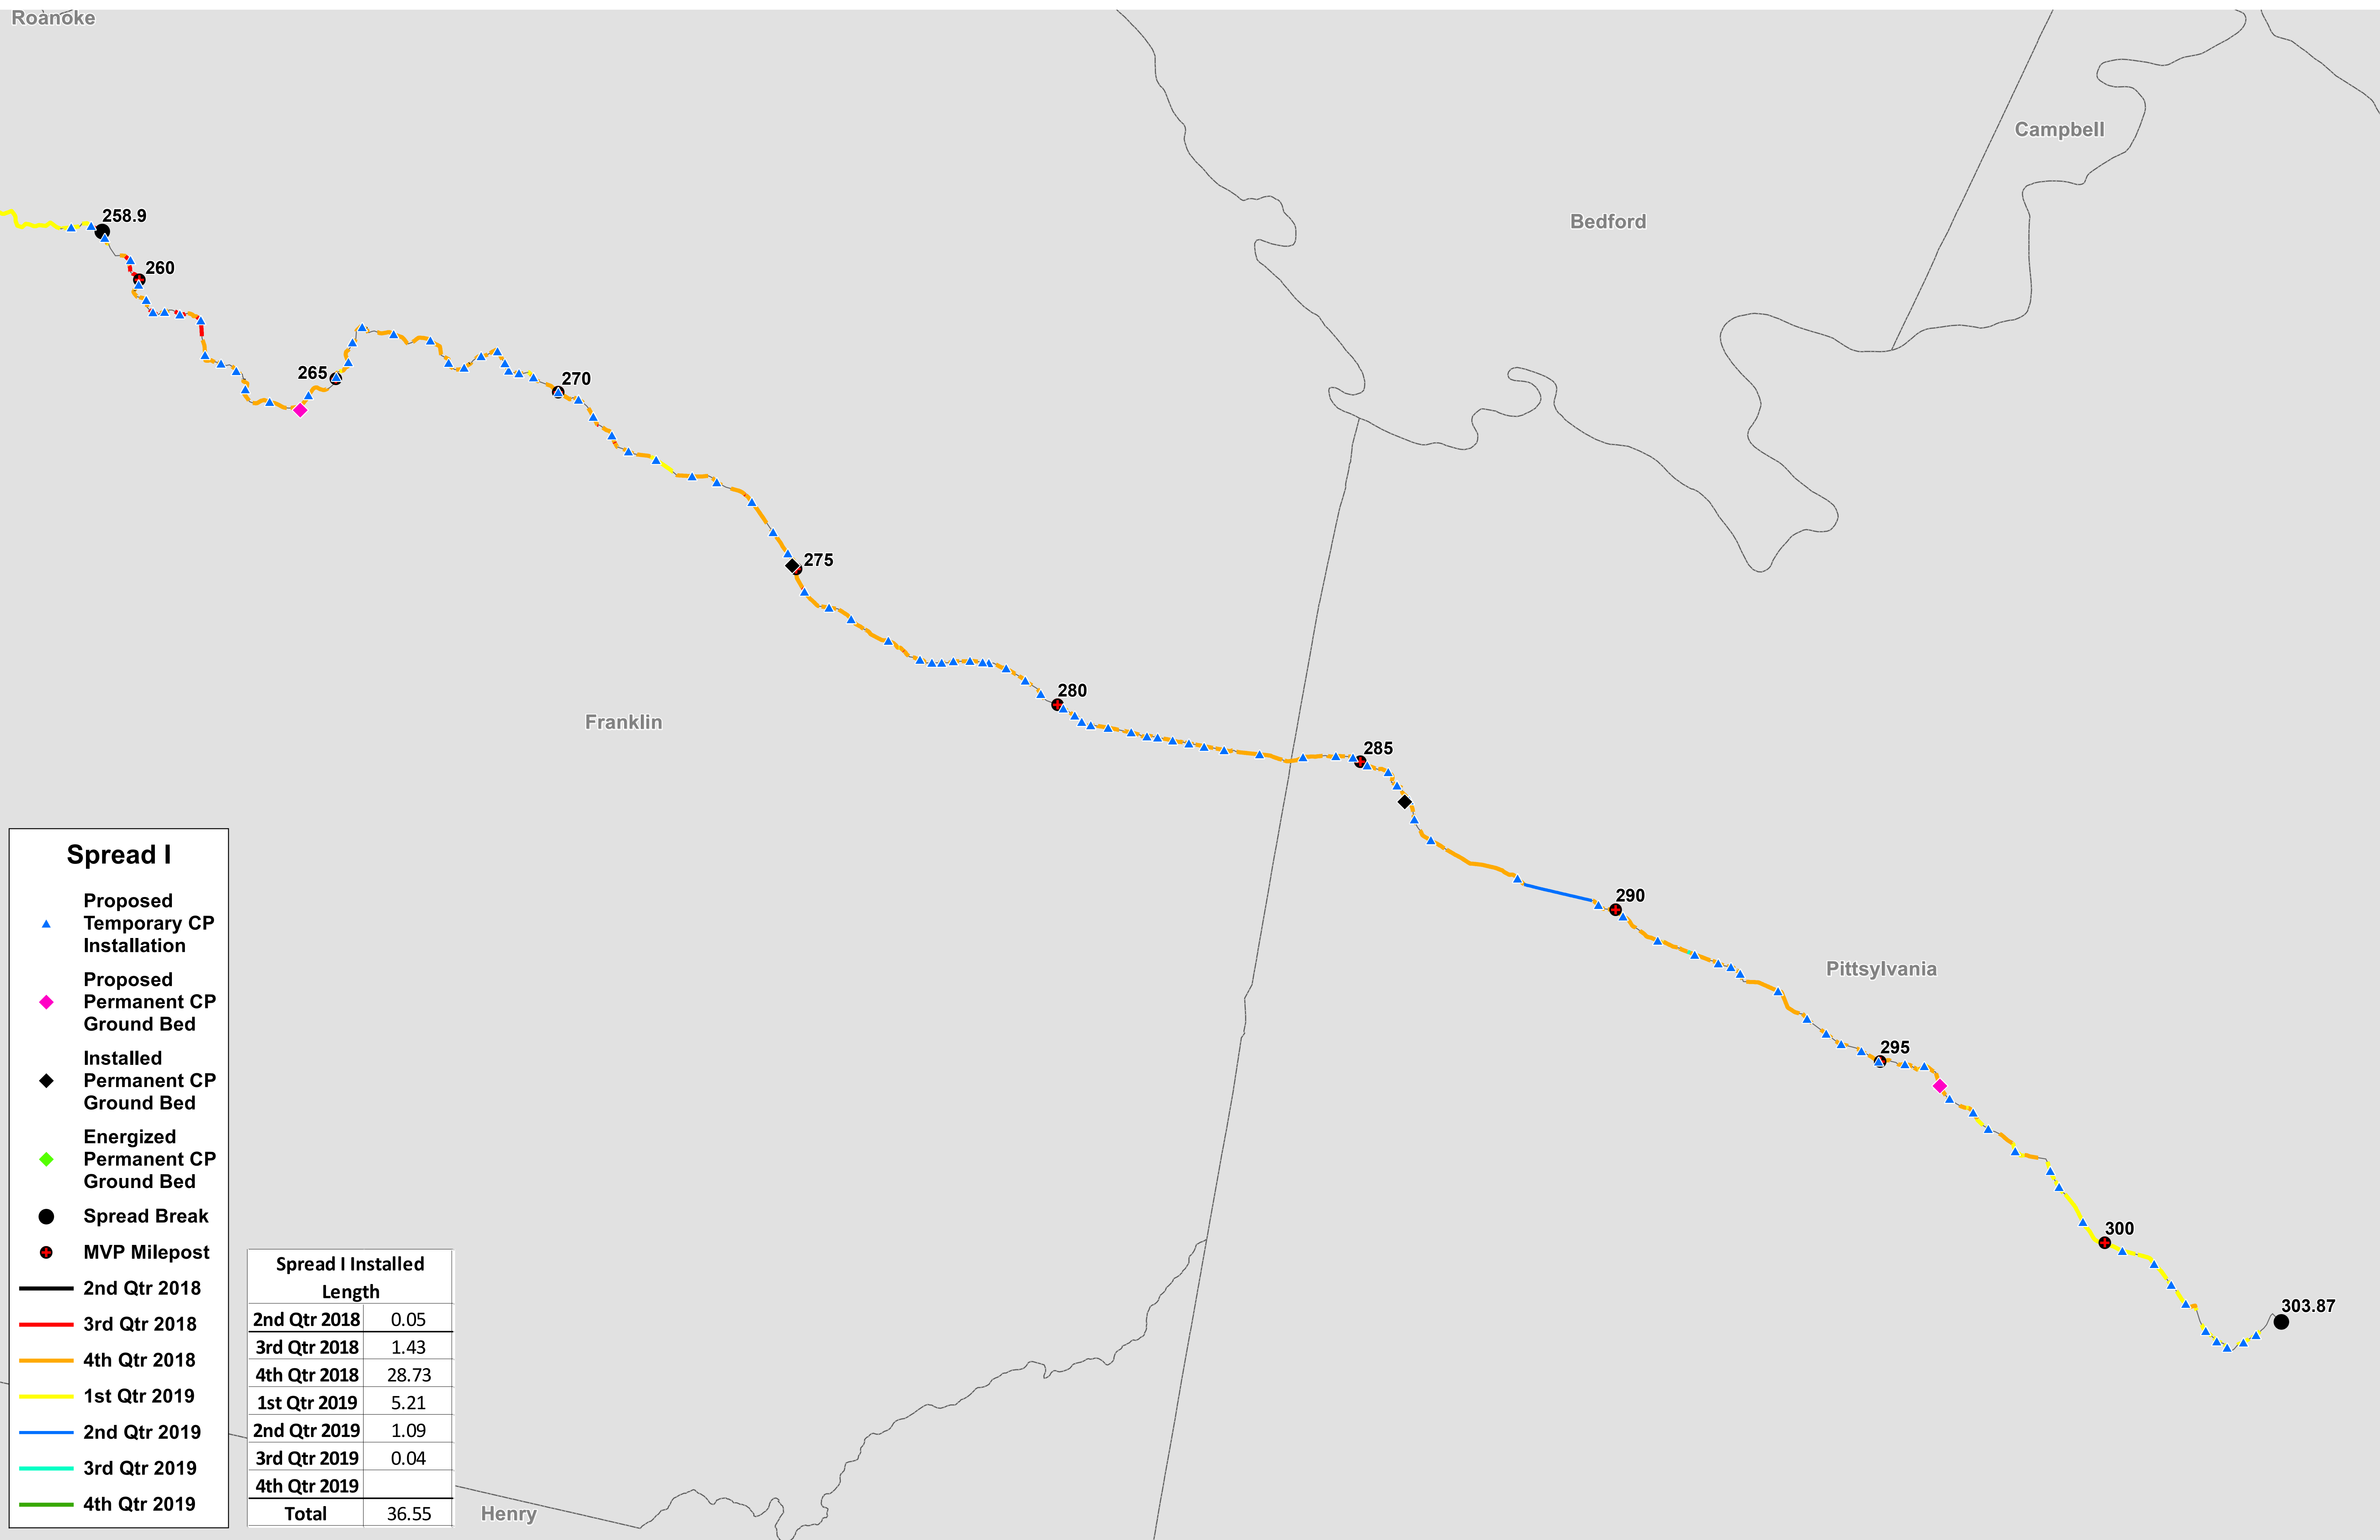 Roanoke
Campbell
Bedford
258.9
260
265
270
275
280
Franklin
285
290
Pittsylvania
295
300
303.87
Henry
Spread I
Proposed
Temporary CP
Installation
Proposed
Permanent CP
Ground Bed
Installed
Permanent CP
Ground Bed
Energized
Permanent CP
Ground Bed
Spread Break
MVP Milepost
2nd Qtr 2018
3rd Qtr 2018
4th Qtr 2018
1st Qtr 2019
2nd Qtr 2019
3rd Qtr 2019
4th Qtr 2019
Spread I Installed
Length
2nd Qtr 2018 0.05
3rd Qtr 2018 1.43
4th Qtr 2018 28.73
1st Qtr 2019 5.21
2nd Qtr 2019 1.09
3rd Qtr 2019 0.04
4th Qtr 2019
Total 36.55